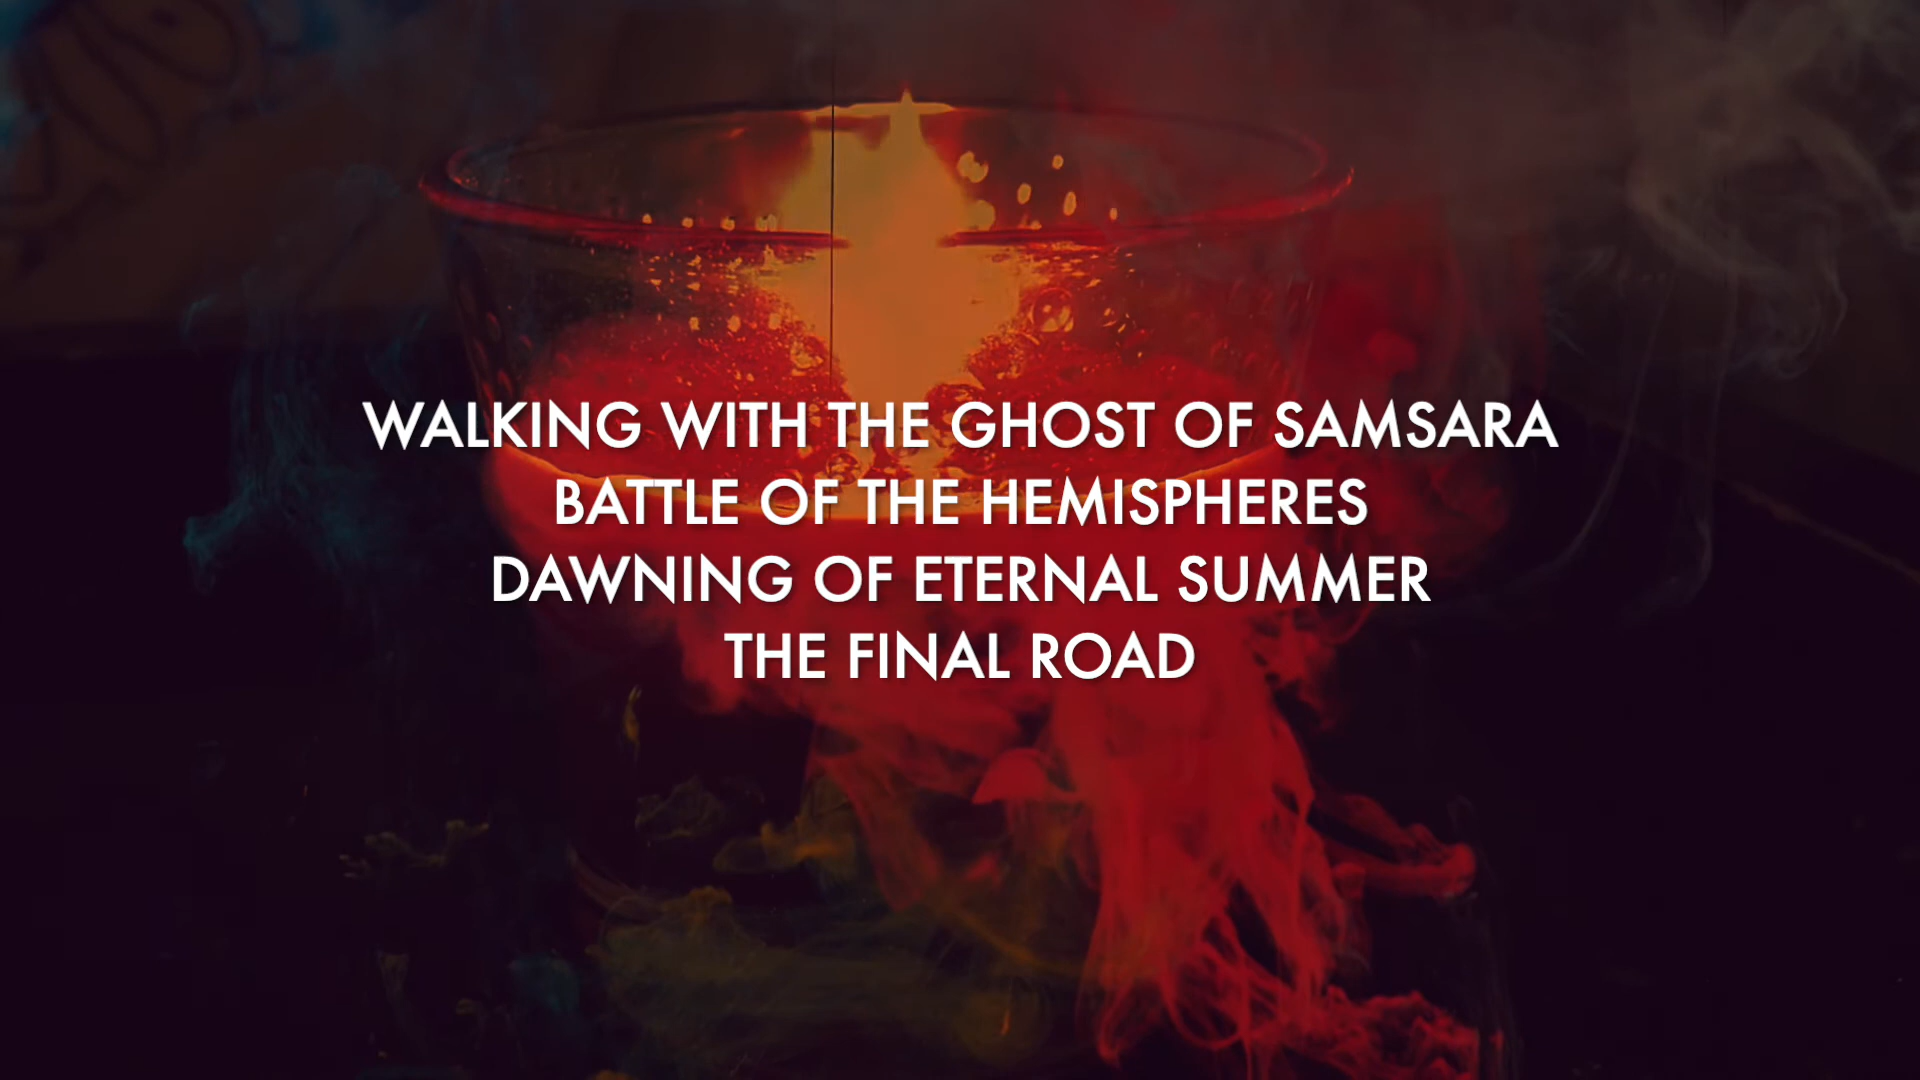 WALKING WITH THE GHOST OF SAMSARA
BATTLE OF THE HEMISPHERES
DAWNING OF ETERNAL SUMMER
THE FINAL ROAD